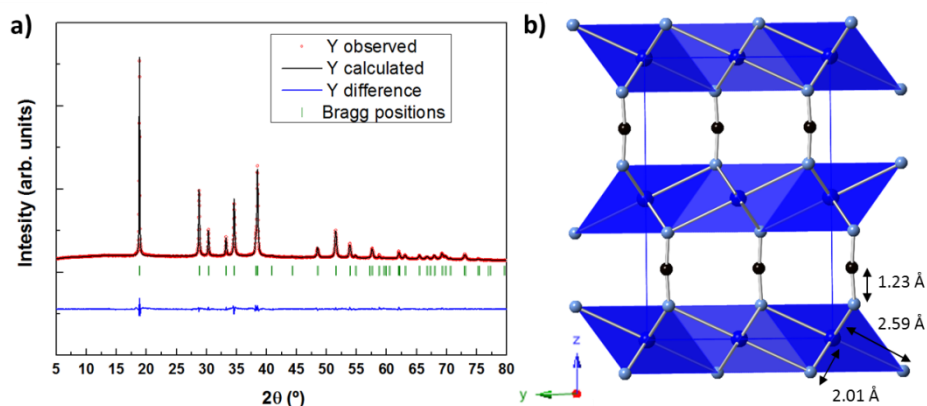 a)
Y observed
Y calculated
Y difference
Bragg positions
Intesity (arb. units)
5 10 15 20 25 30 35 40 45 50 55 60 65 70 75 80
2θ (º)
b)
1.23 Å
2.59 Å
2.01 Å
z
y